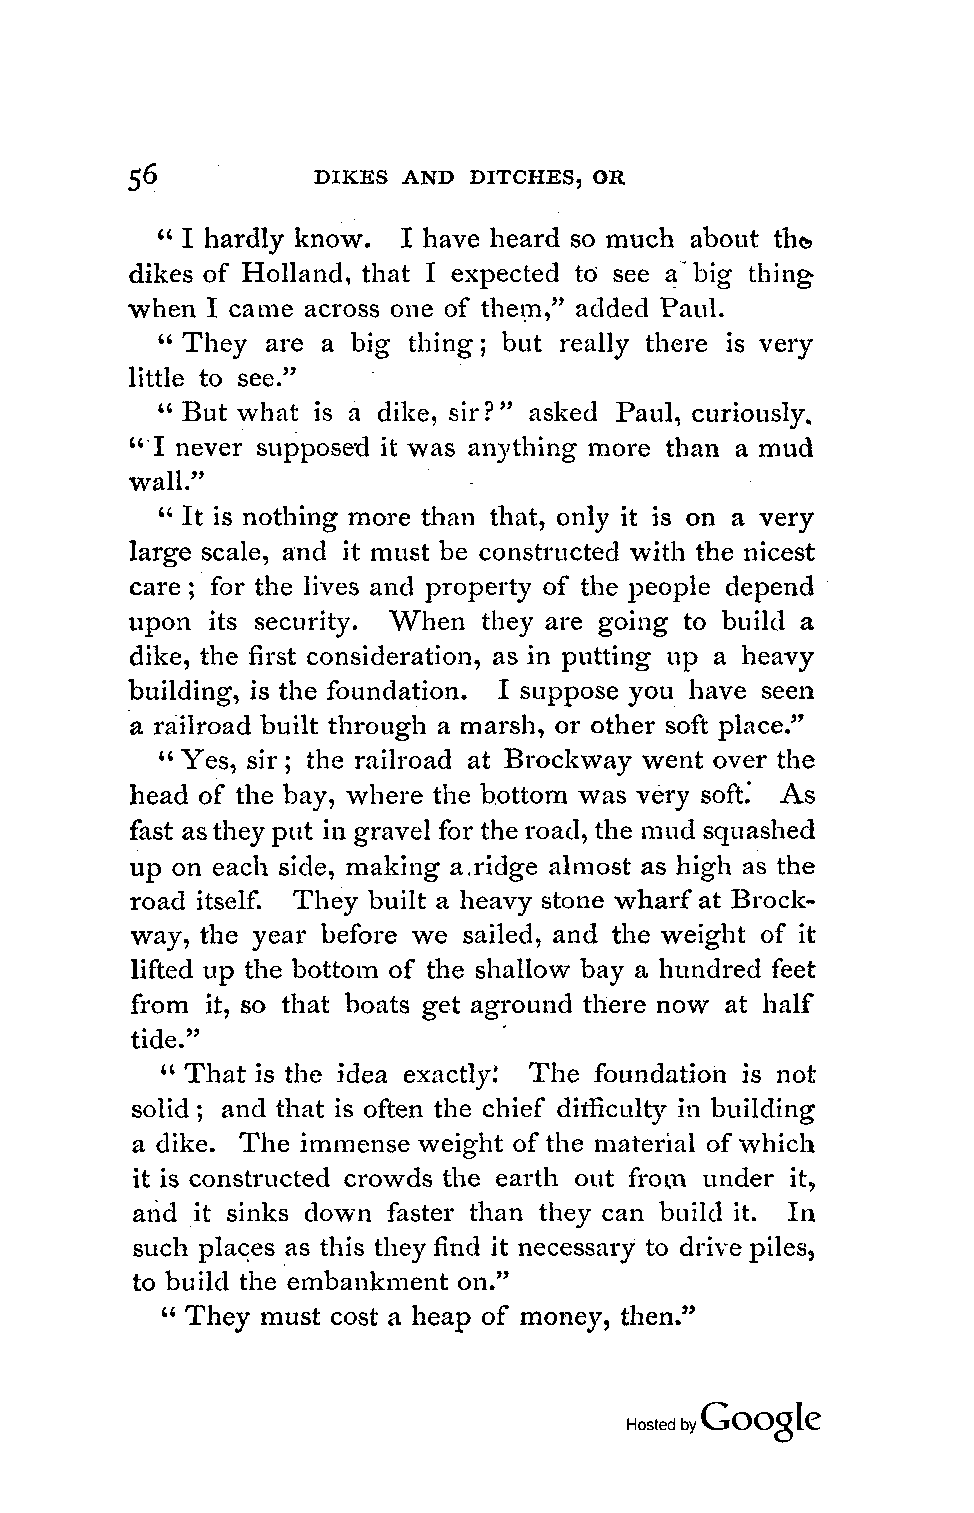 56 DIKES AND DITCHES, OR
“ I hardly know. I have heard so much about the
dikes of Holland, that I expected to see a big thing
when I came across one of them,” added Paul.
“ They are a big thing ; but really there is very
little to see.”
“ But what is a dike, sir ? ” asked Paul, curiously.
“ I never supposed it was anything more than a mud
wall.”
“ It is nothing more than that, only it is on a very
large scale, and it must be constructed with the nicest
care ; for the lives and property of the people depend
upon its security. When they are going to build a
dike, the first consideration, as in putting up a heavy
building, is the foundation. I suppose you have seen
a railroad built through a marsh, or other soft place.”
“ Yes, sir ; the railroad at Brockway went over the
head of the bay, where the bottom was very soft. As
fast as they put in gravel for the road, the mud squashed
up on each side, making a ridge almost as high as the
road itself. They built a heavy stone wharf at Brock-
way, the year before we sailed, and the weight of it
lifted up the bottom of the shallow bay a hundred feet
from it, so that boats get aground there now at half
tide.”
“ That is the idea exactly. The foundation is not
solid ; and that is often the chief difficulty in building
a dike. The immense weight of the material of which
it is constructed crowds the earth out from under it,
and it sinks down faster than they can build it. In
such places as this they find it necessary to drive piles,
to build the embankment on.”
“ They must cost a heap of money, then.”
Hosted by Google